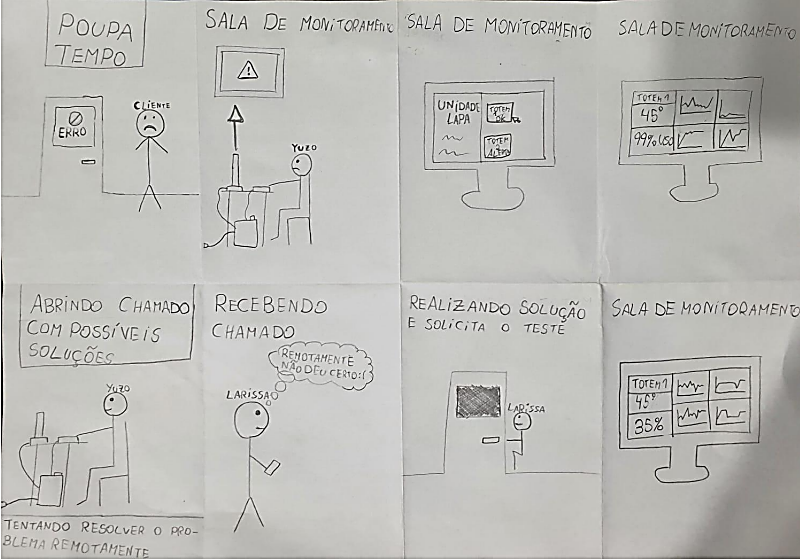 POUPA
TEMPO
ERRO
CLIENTE
SALA DE MONITORAMENTO
YUZO
SALA DE MONITORAMENTO
UNIDADE
LAPA
TOTEM
OK
TOTEM
SALA DE MONITORAMENTO
TOTEM 1
45°
99% USO
ABRINDO CHAMADO
COM POSSÍVEIS
SOLUÇÕES
YUZO
TENTANDO RESOLVER O PRO-
BLEMA REMOTAMENTE
RECEBENDO
CHAMADO
REMOTAMENTE
NÃO DEU CERTO:(
LARISSA
REALIZANDO SOLUÇÃO
E SOLICITA O TESTE
LARISSA
SALA DE MONITORAMENTO
TOTEM 1
45°
35%